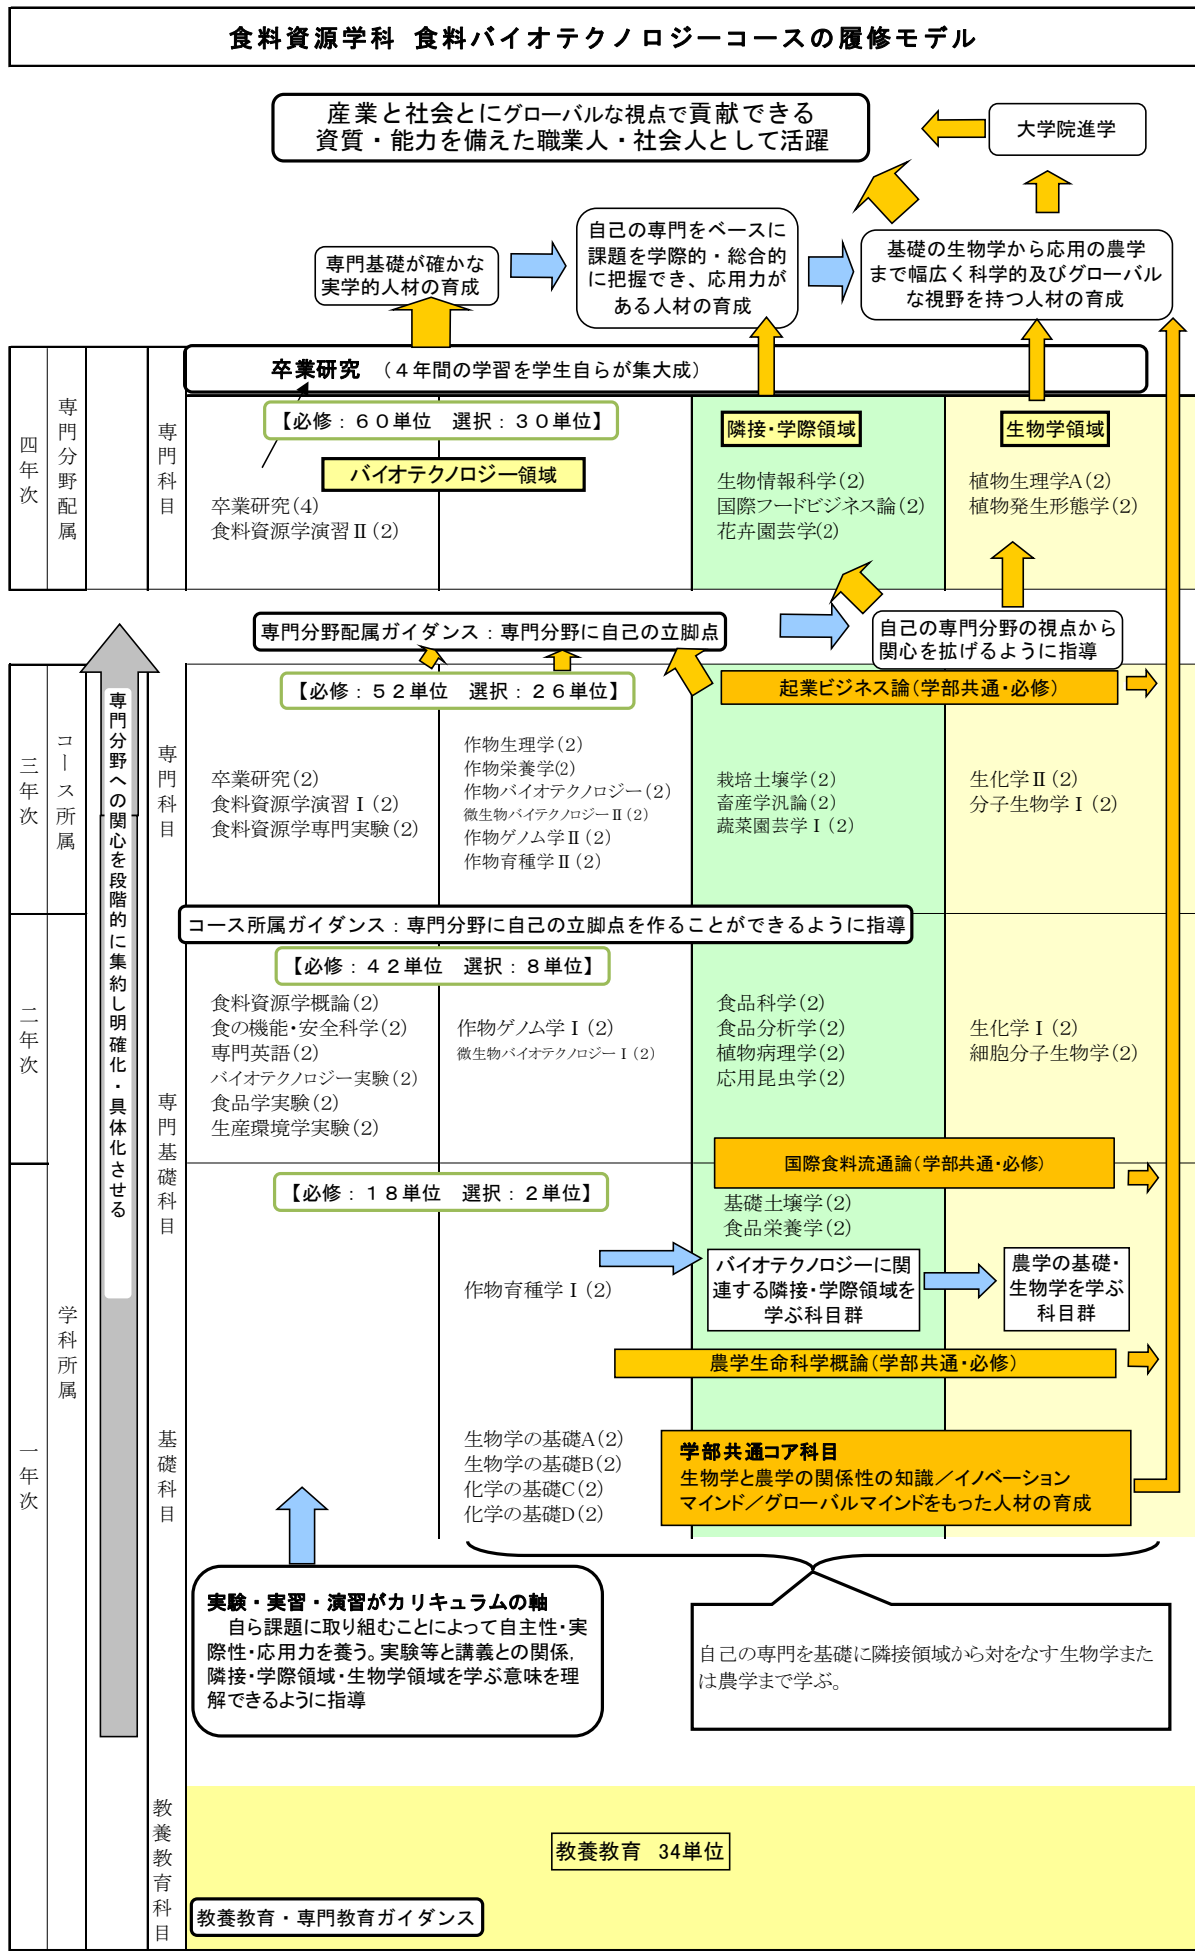 食料資源学科 食料バイオテクノロジーコースの履修モデル
産業と社会とにグローバルな視点で貢献できる
資質・能力を備えた職業人・社会人として活躍
大学院進学
専門基礎が確かな
実学的人材の育成
自己の専門をベースに
課題を学際的・総合的
に把握でき、応用力が
ある人材の育成
基礎の生物学から応用の農学
まで幅広く科学的及びグローバル
な視野を持つ人材の育成
四年次
専門分野配属
専門科目
卒業研究 （４年間の学習を学生自らが集大成）
【必修：６０単位 選択：３０単位】
バイオテクノロジー領域
隣接・学際領域
生物学領域
卒業研究(4)
食料資源学演習Ⅱ(2)
生物情報科学(2)
国際フードビジネス論(2)
花卉園芸学(2)
植物生理学A(2)
植物発生形態学(2)
専門分野配属ガイダンス：専門分野に自己の立脚点
自己の専門分野の視点から
関心を拡げるように指導
専門分野への関心を段階的に集約し明確化・具体化させる
三年次
コース所属
専門科目
【必修：５２単位 選択：２６単位】
起業ビジネス論(学部共通・必修)
卒業研究(2)
食料資源学演習Ⅰ(2)
食料資源学専門実験(2)
作物生理学(2)
作物栄養学(2)
作物バイオテクノロジー(2)
微生物バイテクノロジーⅡ(2)
作物ゲノム学Ⅱ(2)
作物育種学Ⅱ(2)
栽培土壌学(2)
畜産学汎論(2)
蔬菜園芸学Ⅰ(2)
生化学Ⅱ(2)
分子生物学Ⅰ(2)
コース所属ガイダンス：専門分野に自己の立脚点を作ることができるように指導
二年次
【必修：４２単位 選択：８単位】
食料資源学概論(2)
食の機能・安全科学(2)
専門英語(2)
バイオテクノロジー実験(2)
食品学実験(2)
生産環境学実験(2)
作物ゲノム学Ⅰ(2)
微生物バイオテクノロジーⅠ(2)
食品科学(2)
食品分析学(2)
植物病理学(2)
応用昆虫学(2)
生化学Ⅰ(2)
細胞分子生物学(2)
専門基礎科目
国際食料流通論(学部共通・必修)
【必修：１８単位 選択：２単位】
基礎土壌学(2)
食品栄養学(2)
作物育種学Ⅰ(2)
バイオテクノロジーに関
連する隣接・学際領域を
学ぶ科目群
農学の基礎・
生物学を学ぶ
科目群
学科所属
農学生命科学概論(学部共通・必修)
一年次
基礎科目
生物学の基礎A(2)
生物学の基礎B(2)
化学の基礎C(2)
化学の基礎D(2)
学部共通コア科目
生物学と農学の関係性の知識／イノベーション
マインド／グローバルマインドをもった人材の育成
実験・実習・演習がカリキュラムの軸
自ら課題に取り組むことによって自主性・実
際性・応用力を養う。実験等と講義との関係,
隣接・学際領域・生物学領域を学ぶ意味を理
解できるように指導
自己の専門を基礎に隣接領域から対をなす生物学また
は農学まで学ぶ。
教養教育科目
教養教育 34単位
教養教育・専門教育ガイダンス